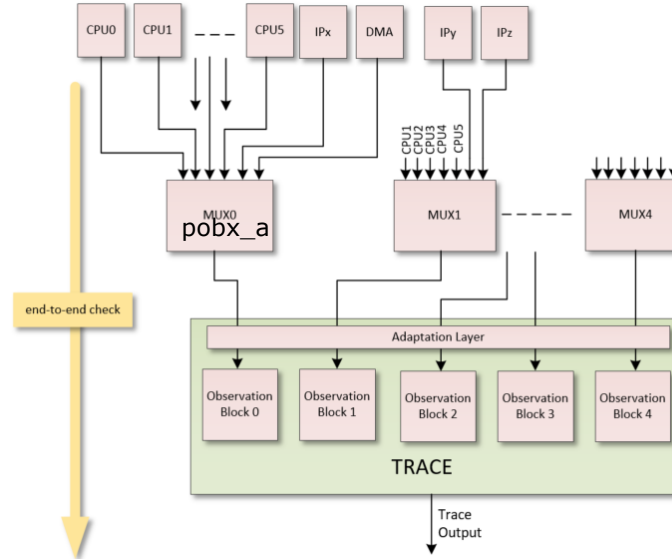 CPU0
CPU1
CPU5
IPx
DMA
IPy
IPz
CPU1
CPU2
CPU3
CPU4
CPU5
MUX0
pobx_a
MUX1
MUX4
end-to-end check
Adaptation Layer
Observation
Block 0
Observation
Block 1
Observation
Block 2
Observation
Block 3
Observation
Block 4
TRACE
Trace
Output